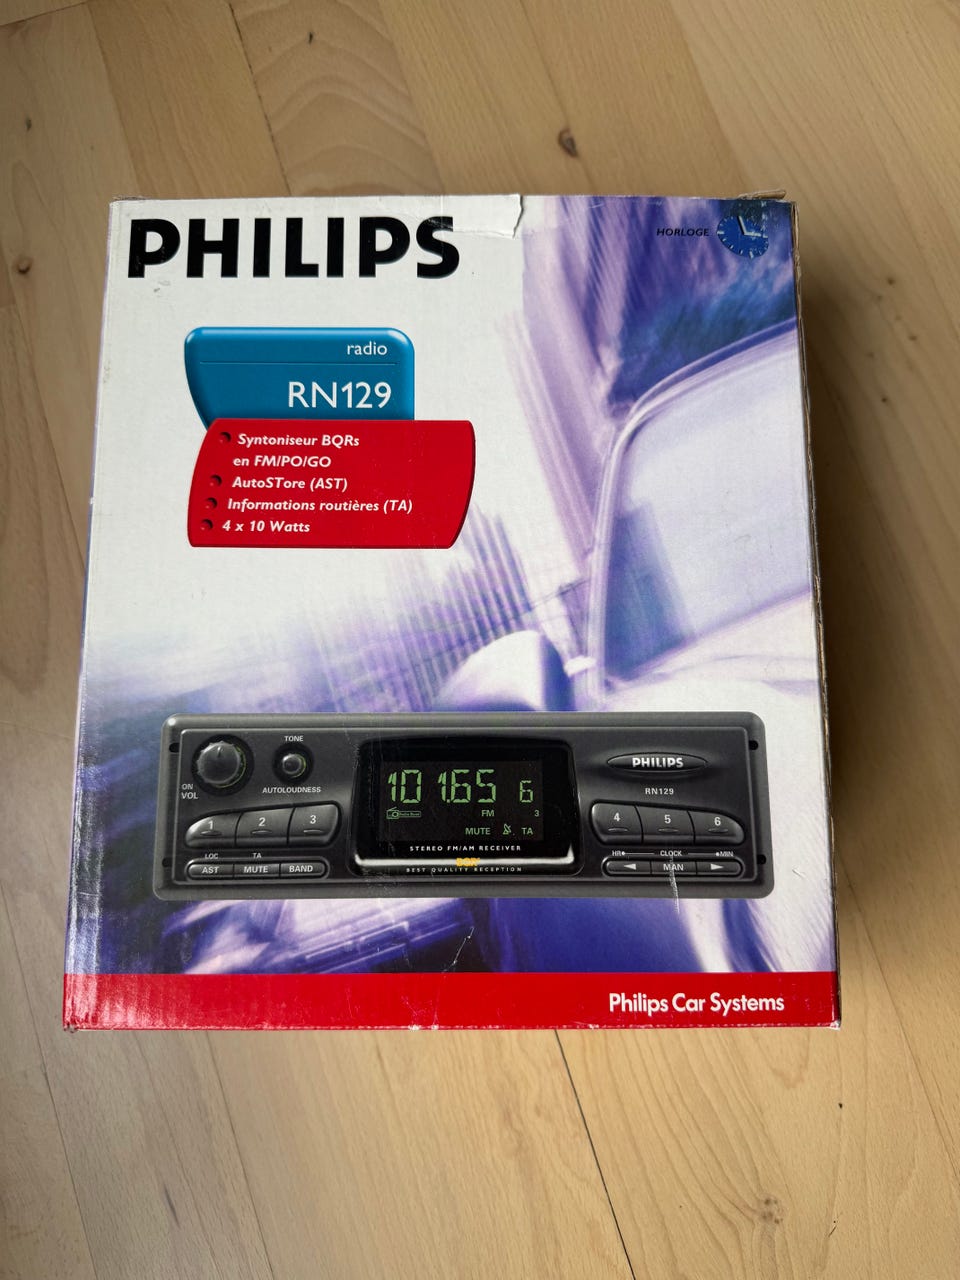 PHILIPS
HORLOGE
radio
RN129
Syntoniseur BQRs
en FM/PO/GO
AutoSTore (AST)
Informations routières (TA)
4 x 10 Watts
TONE
ON
VOL
AUTOLOUDNESS
1 2 3
LOC TA
AST MUTE BAND
101.65 6
FM 3
MUTE TA
STEREO FM/AM RECEIVER
BQR
BEST QUALITY RECEPTION
PHILIPS
RN129
4 5 6
HR CLOCK MIN
◄ MAN ►
Philips Car Systems